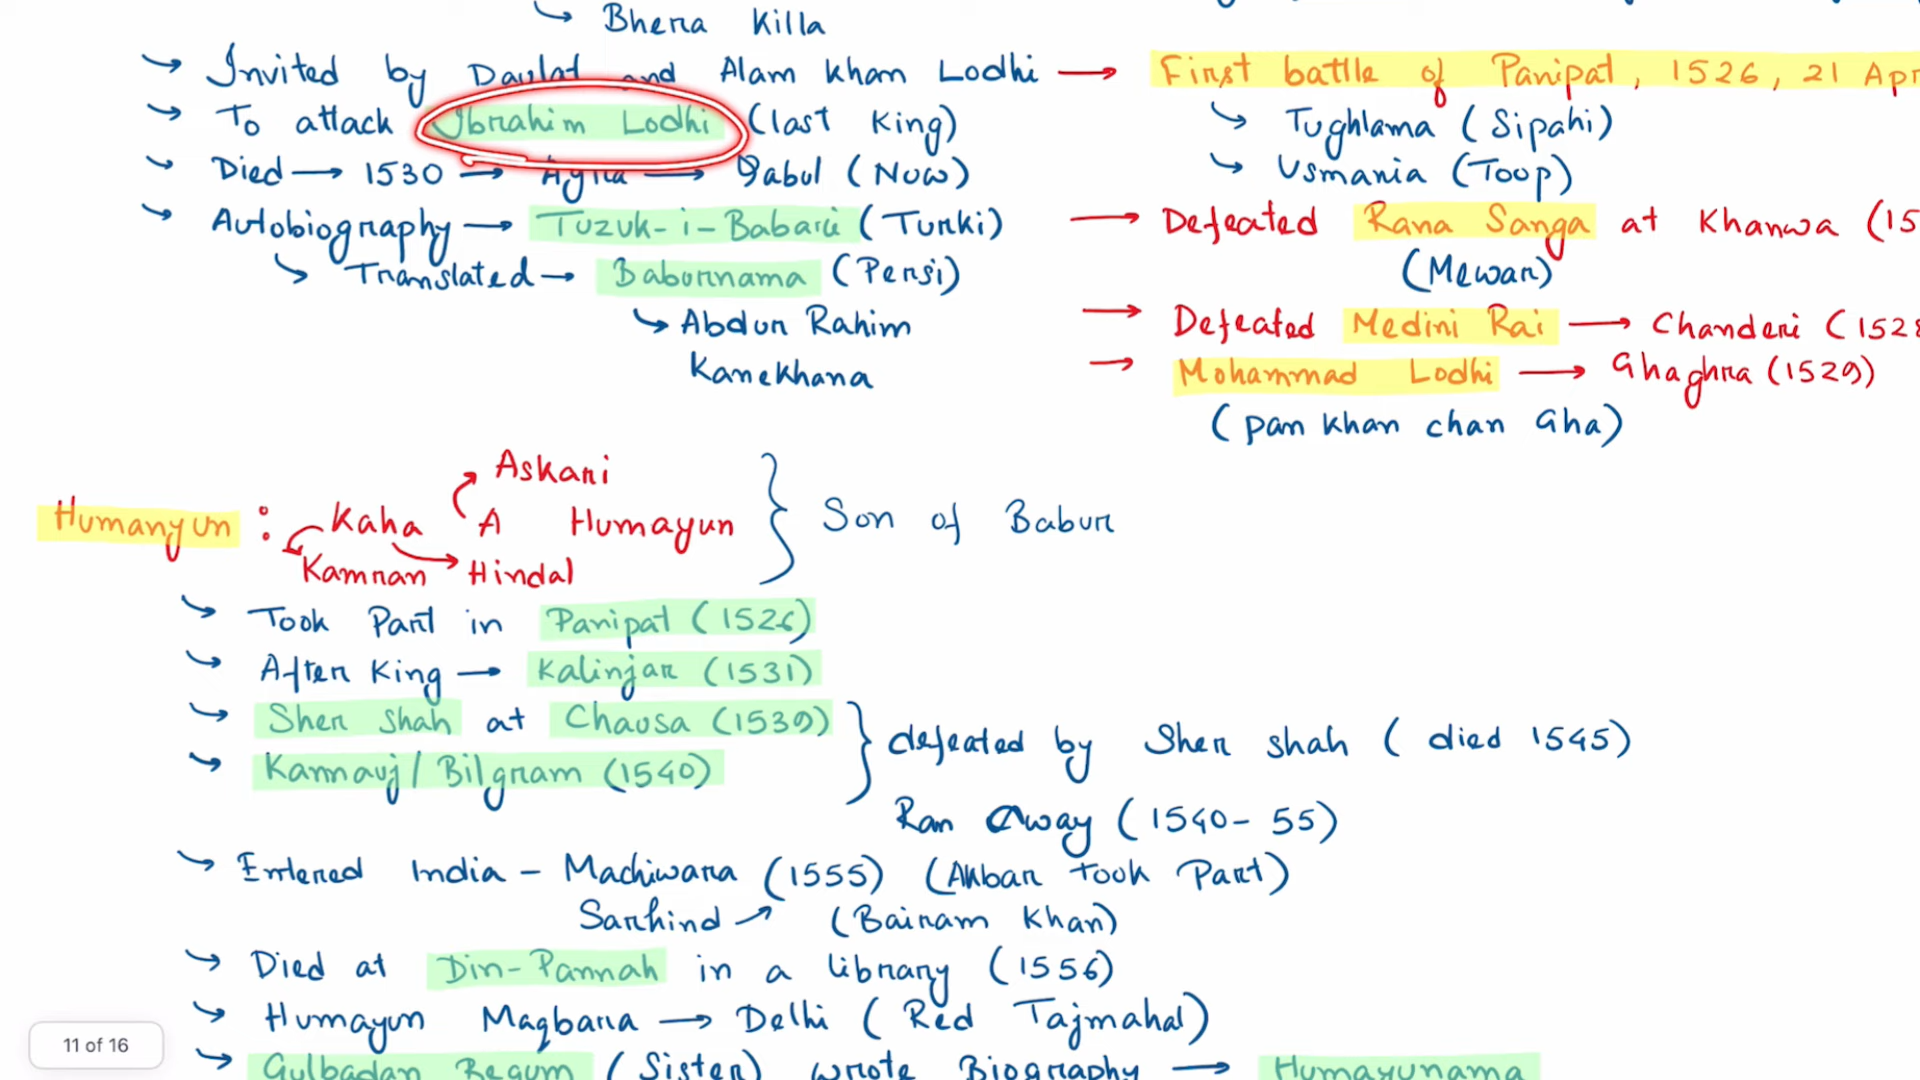 Bhera Killa
Invited by Daulat and Alam Khan Lodhi → First battle of Panipat, 1526, 21 Apr
To attack Ibrahim Lodhi (last King)
Tughlama (Sipahi)
Died → 1530 → Agra → Kabul (Now)
Usmania (Toop)
Autobiography → Tuzuk-i-Babari (Turki)
→ Defeated Rana Sanga at Khanwa (15
(Mewar)
Translated → Baburnama (Persi)
Abdur Rahim
Kanekhana
→ Defeated Medini Rai → Chanderi (1528
→ Mohammad Lodhi → Ghaghra (1529)
(Pan Khan Chan Gha)
Askari
Humanyun : Kaha A Humayun } Son of Babur
Kamran Hindal
Took Part in Panipat (1526)
After King → Kalinjar (1531)
Sher Shah at Chausa (1539)
Kannauj / Bilgram (1540)
defeated by Sher Shah (died 1545)
Ran Away (1540-55)
Entered India - Machiwara (1555) (Akbar took Part)
Sarhind → (Bairam Khan)
Died at Din-Pannah in a library (1556)
Humayun Maqbara → Delhi (Red Tajmahal)
Gulbadan Begum (Sister) wrote Biography → Humayunama
11 of 16